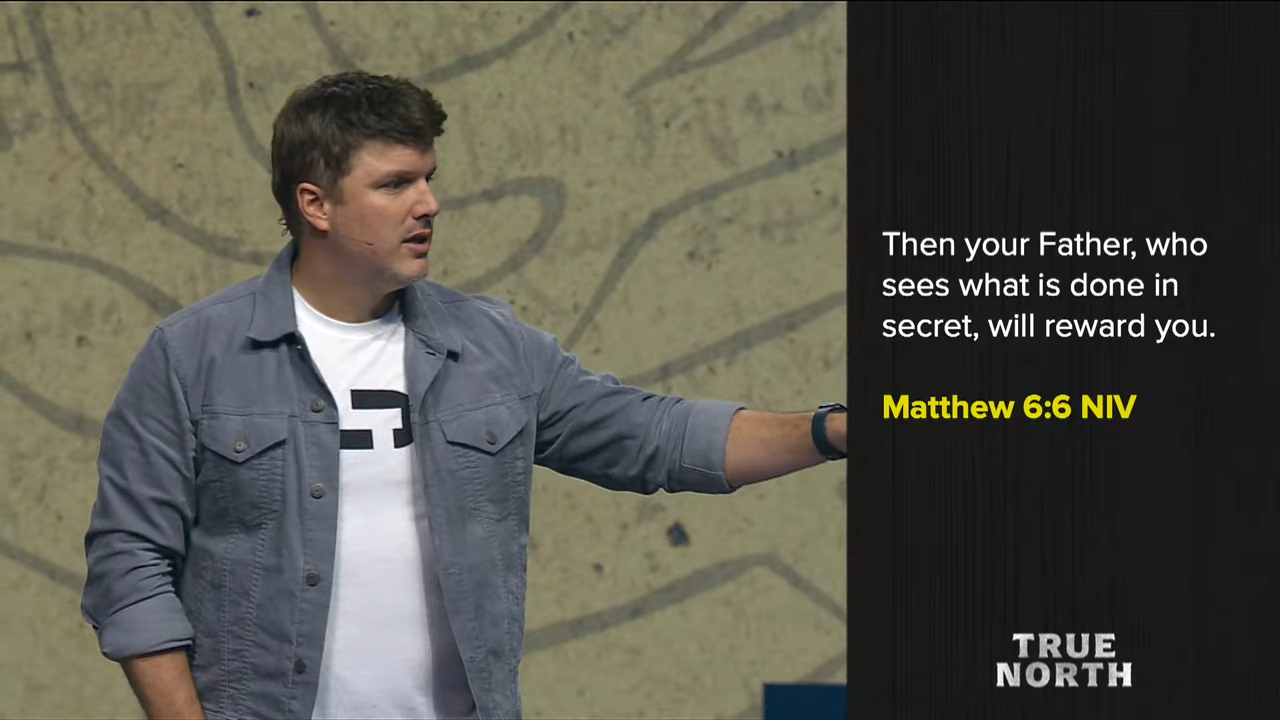 Then your Father, who
sees what is done in
secret, will reward you.
Matthew 6:6 NIV
TRUE
NORTH